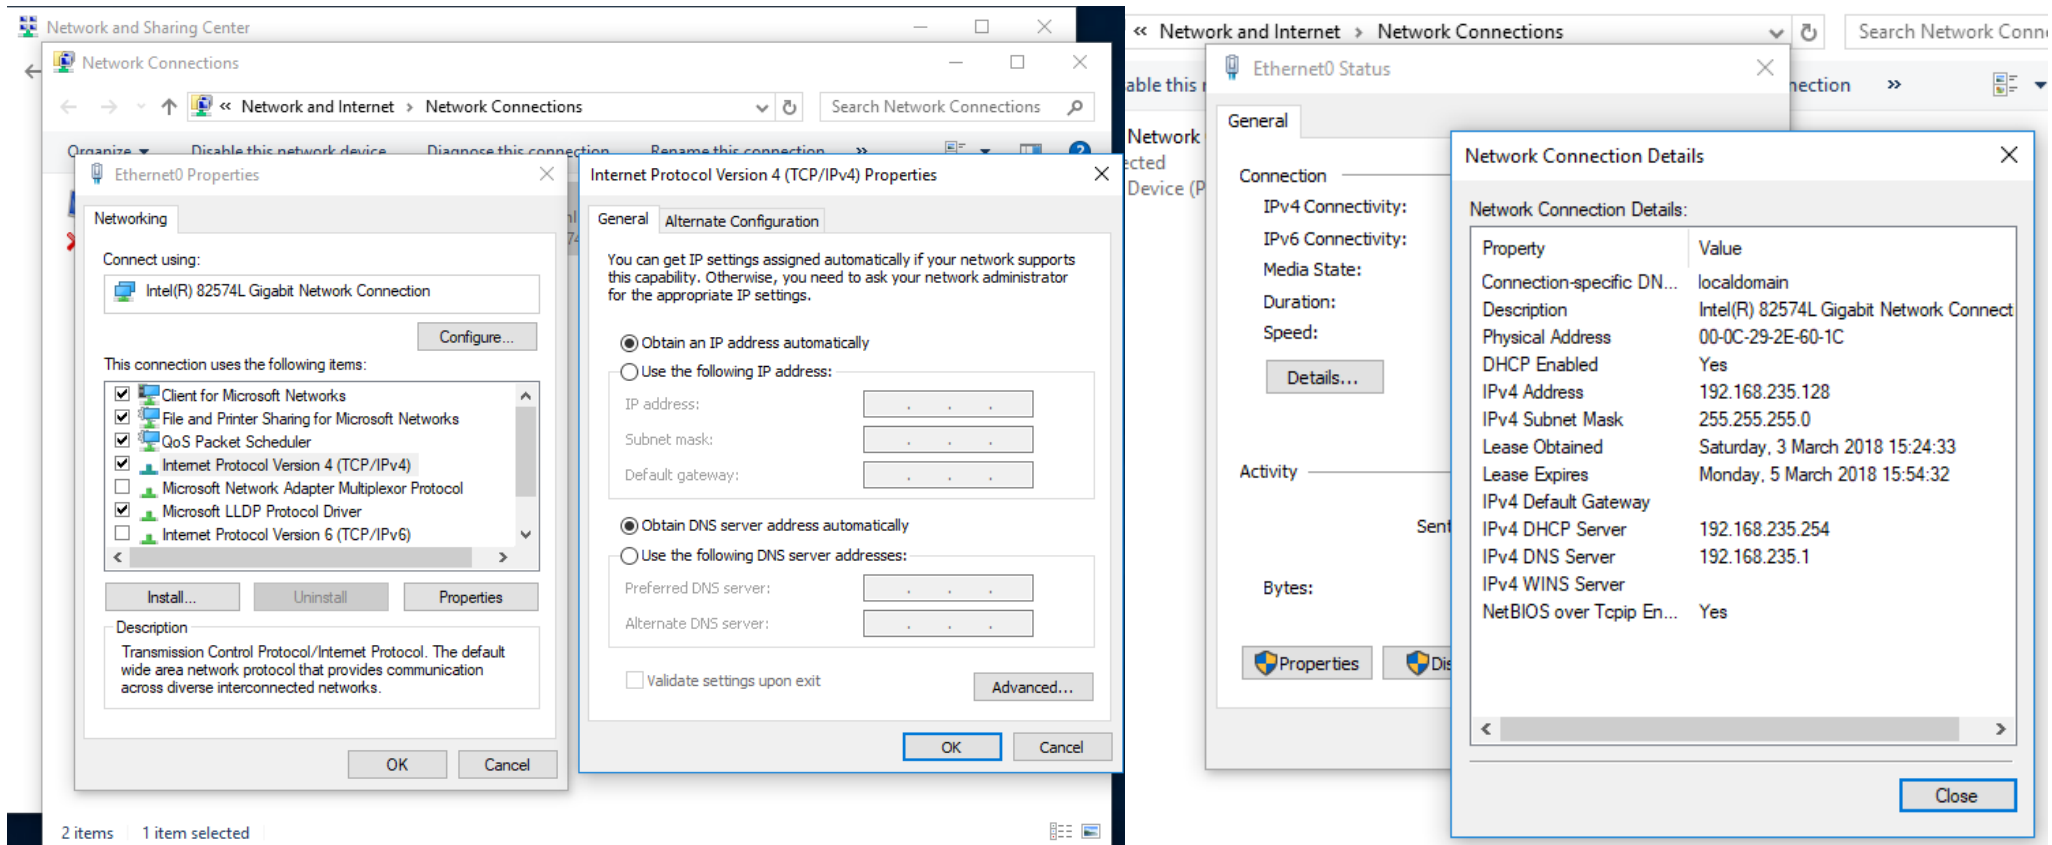 Network and Sharing Center
Network Connections
« Network and Internet > Network Connections
Search Network Connections
Organize
Disable this network device
Diagnose this connection
Rename this connection
»
Ethernet0 Properties
Networking
Connect using:
Intel(R) 82574L Gigabit Network Connection
Configure...
This connection uses the following items:
Client for Microsoft Networks
File and Printer Sharing for Microsoft Networks
QoS Packet Scheduler
Internet Protocol Version 4 (TCP/IPv4)
Microsoft Network Adapter Multiplexor Protocol
Microsoft LLDP Protocol Driver
Internet Protocol Version 6 (TCP/IPv6)
Install...
Uninstall
Properties
Description
Transmission Control Protocol/Internet Protocol. The default
wide area network protocol that provides communication
across diverse interconnected networks.
OK
Cancel
2 items
1 item selected
Internet Protocol Version 4 (TCP/IPv4) Properties
General
Alternate Configuration
You can get IP settings assigned automatically if your network supports
this capability. Otherwise, you need to ask your network administrator
for the appropriate IP settings.
Obtain an IP address automatically
Use the following IP address:
IP address:
Subnet mask:
Default gateway:
Obtain DNS server address automatically
Use the following DNS server addresses:
Preferred DNS server:
Alternate DNS server:
Validate settings upon exit
Advanced...
OK
Cancel
« Network and Internet > Network Connections
Search Network Conn
able this
nection
»
Network
ected
Device (P
Ethernet0 Status
General
Connection
IPv4 Connectivity:
IPv6 Connectivity:
Media State:
Duration:
Speed:
Details...
Activity
Sent
Bytes:
Properties
Dis
Network Connection Details
Network Connection Details:
Property Value
Connection-specific DN... localdomain
Description Intel(R) 82574L Gigabit Network Connect
Physical Address 00-0C-29-2E-60-1C
DHCP Enabled Yes
IPv4 Address 192.168.235.128
IPv4 Subnet Mask 255.255.255.0
Lease Obtained Saturday, 3 March 2018 15:24:33
Lease Expires Monday, 5 March 2018 15:54:32
IPv4 Default Gateway
IPv4 DHCP Server 192.168.235.254
IPv4 DNS Server 192.168.235.1
IPv4 WINS Server
NetBIOS over Tcpip En... Yes
Close